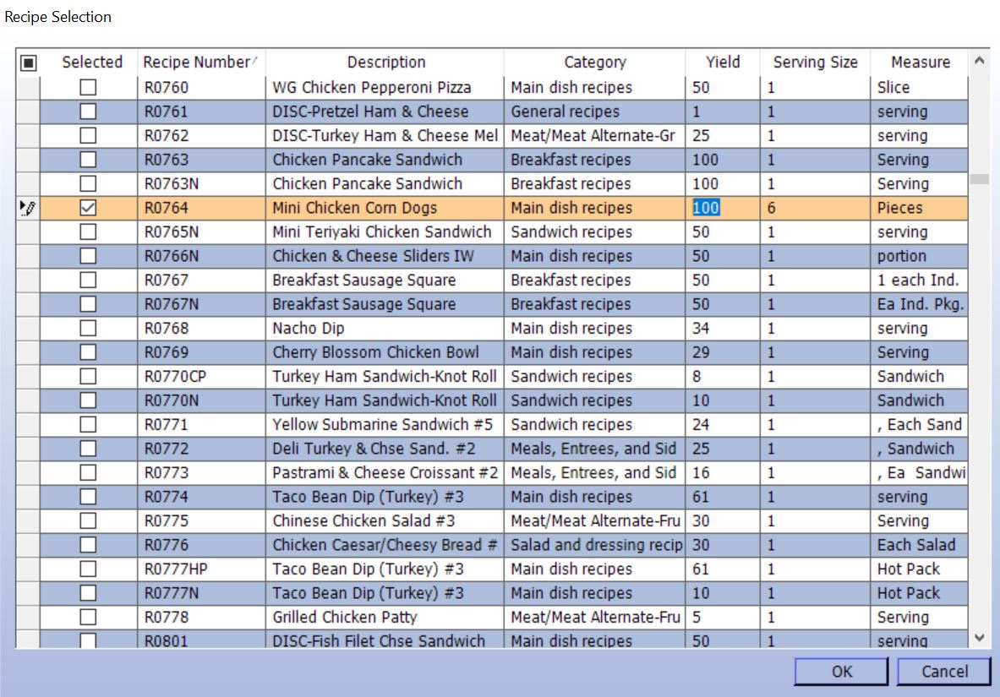 Recipe Selection
Selected Recipe Number Description Category Yield Serving Size Measure
R0760 WG Chicken Pepperoni Pizza Main dish recipes 50 1 Slice
R0761 DISC-Pretzel Ham & Cheese General recipes 1 1 serving
R0762 DISC-Turkey Ham & Cheese Mel Meat/Meat Alternate-Gr 25 1 serving
R0763 Chicken Pancake Sandwich Breakfast recipes 100 1 Serving
R0763N Chicken Pancake Sandwich Breakfast recipes 100 1 Serving
R0764 Mini Chicken Corn Dogs Main dish recipes 100 6 Pieces
R0765N Mini Teriyaki Chicken Sandwich Sandwich recipes 50 1 serving
R0766N Chicken & Cheese Sliders IW Main dish recipes 50 1 portion
R0767 Breakfast Sausage Square Breakfast recipes 50 1 1 each Ind.
R0767N Breakfast Sausage Square Breakfast recipes 50 1 Ea Ind. Pkg.
R0768 Nacho Dip Main dish recipes 34 1 serving
R0769 Cherry Blossom Chicken Bowl Main dish recipes 29 1 Serving
R0770CP Turkey Ham Sandwich-Knot Roll Sandwich recipes 8 1 Sandwich
R0770N Turkey Ham Sandwich-Knot Roll Sandwich recipes 10 1 Sandwich
R0771 Yellow Submarine Sandwich #5 Sandwich recipes 24 1 , Each Sand
R0772 Deli Turkey & Chse Sand. #2 Meals, Entrees, and Sid 25 1 , Sandwich
R0773 Pastrami & Cheese Croissant #2 Meals, Entrees, and Sid 16 1 , Ea Sandwi
R0774 Taco Bean Dip (Turkey) #3 Main dish recipes 61 1 serving
R0775 Chinese Chicken Salad #3 Meat/Meat Alternate-Fru 30 1 Serving
R0776 Chicken Caesar/Cheesy Bread # Salad and dressing recip 30 1 Each Salad
R0777HP Taco Bean Dip (Turkey) #3 Main dish recipes 61 1 Hot Pack
R0777N Taco Bean Dip (Turkey) #3 Main dish recipes 10 1 Hot Pack
R0778 Grilled Chicken Patty Meat/Meat Alternate-Fru 5 1 Serving
R0801 DISC-Fish Filet Chse Sandwich Main dish recipes 50 1 serving
OK Cancel